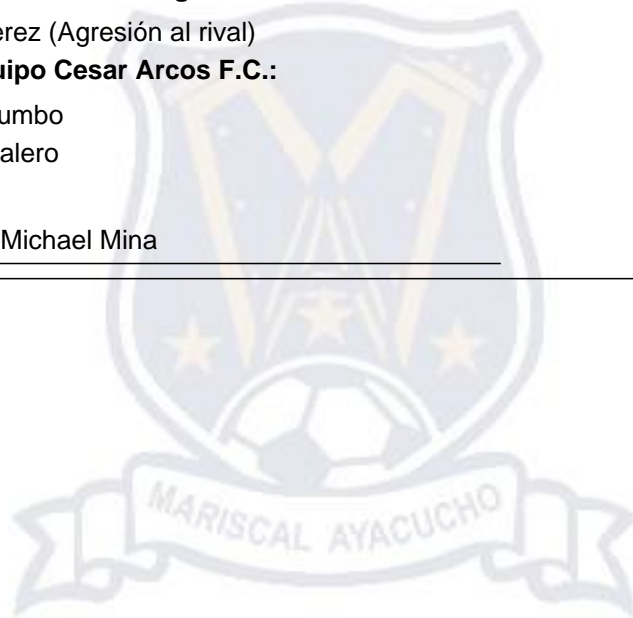 erez (Agresión al rival)
uipo Cesar Arcos F.C.:
umbo
alero
Michael Mina
MARISCAL AYACUCHO